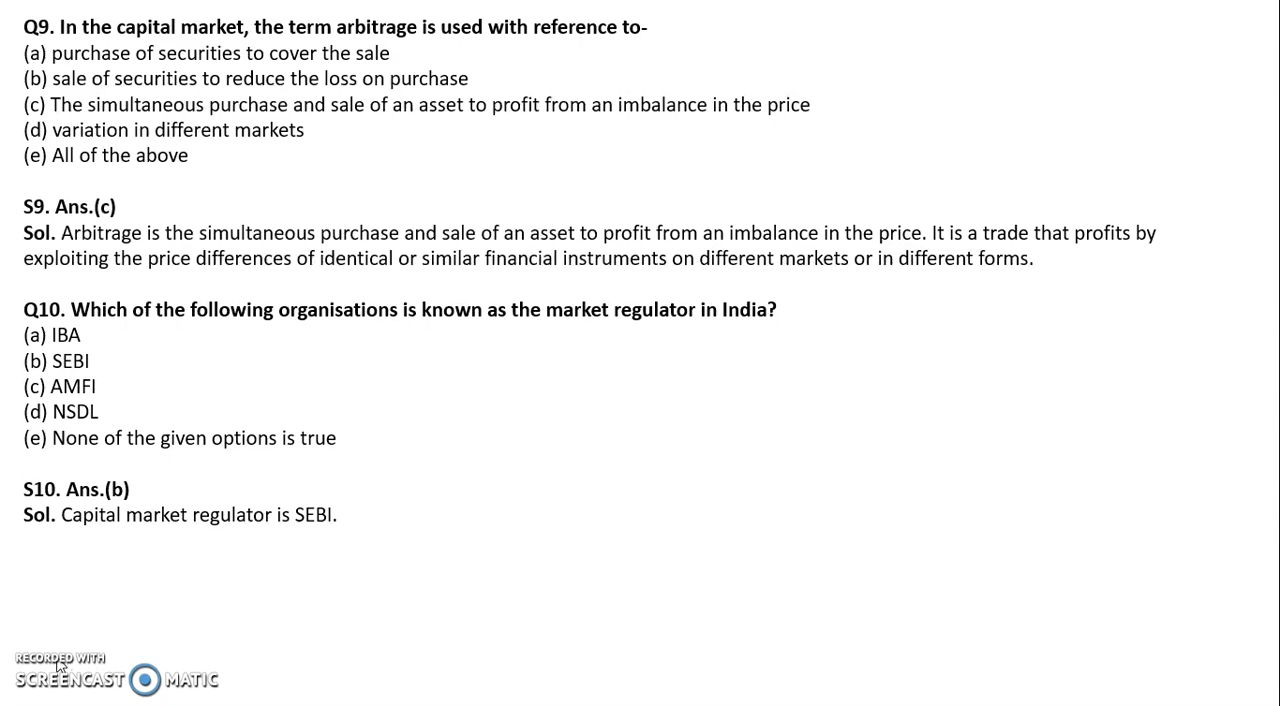 Q9. In the capital market, the term arbitrage is used with reference to-
(a) purchase of securities to cover the sale
(b) sale of securities to reduce the loss on purchase
(c) The simultaneous purchase and sale of an asset to profit from an imbalance in the price
(d) variation in different markets
(e) All of the above
S9. Ans.(c)
Sol. Arbitrage is the simultaneous purchase and sale of an asset to profit from an imbalance in the price. It is a trade that profits by
exploiting the price differences of identical or similar financial instruments on different markets or in different forms.
Q10. Which of the following organisations is known as the market regulator in India?
(a) IBA
(b) SEBI
(c) AMFI
(d) NSDL
(e) None of the given options is true
S10. Ans.(b)
Sol. Capital market regulator is SEBI.
RECORDED WITH
SCREENCAST MATIC